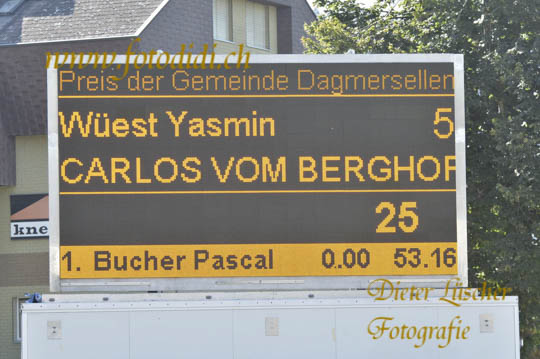 www.fotodidi.ch
Preis der Gemeinde Dagmersellen
Wüest Yasmin 5
CARLOS VOM BERGHOF
25
kne
1. Bucher Pascal 0.00 53.16
Dieter Lüscher
Fotografie